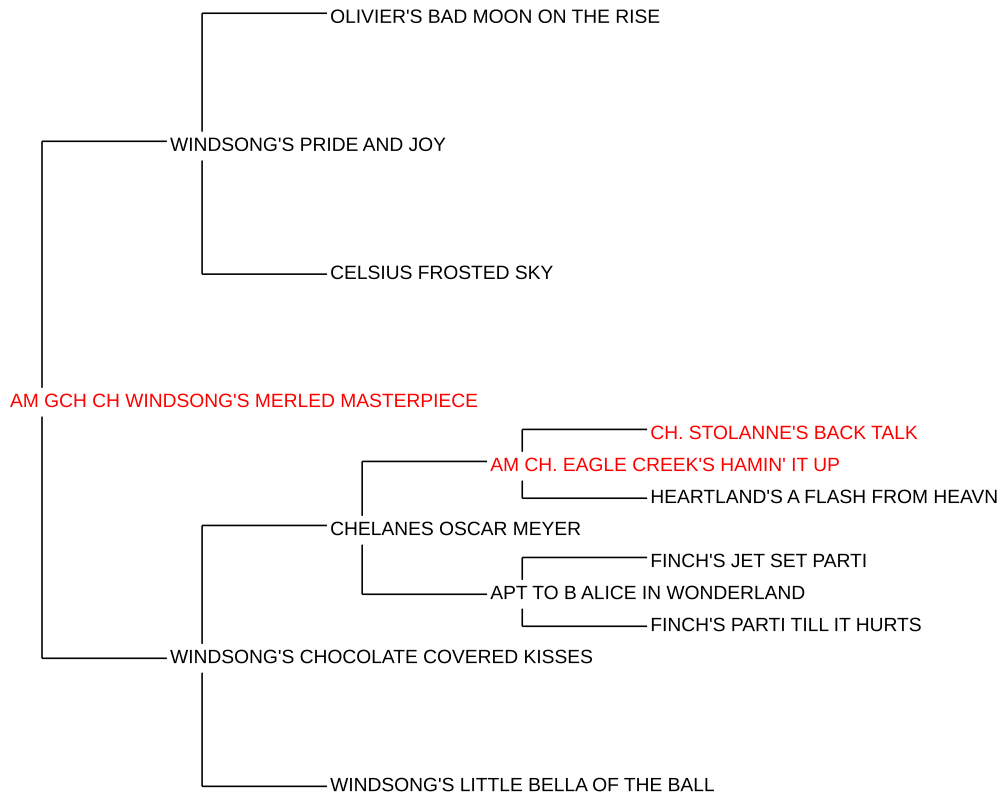 OLIVIER'S BAD MOON ON THE RISE
WINDSONG'S PRIDE AND JOY
CELSIUS FROSTED SKY
AM GCH CH WINDSONG'S MERLED MASTERPIECE
CH. STOLANNE'S BACK TALK
AM CH. EAGLE CREEK'S HAMIN' IT UP
HEARTLAND'S A FLASH FROM HEAVN
CHELANES OSCAR MEYER
FINCH'S JET SET PARTI
APT TO B ALICE IN WONDERLAND
FINCH'S PARTI TILL IT HURTS
WINDSONG'S CHOCOLATE COVERED KISSES
WINDSONG'S LITTLE BELLA OF THE BALL